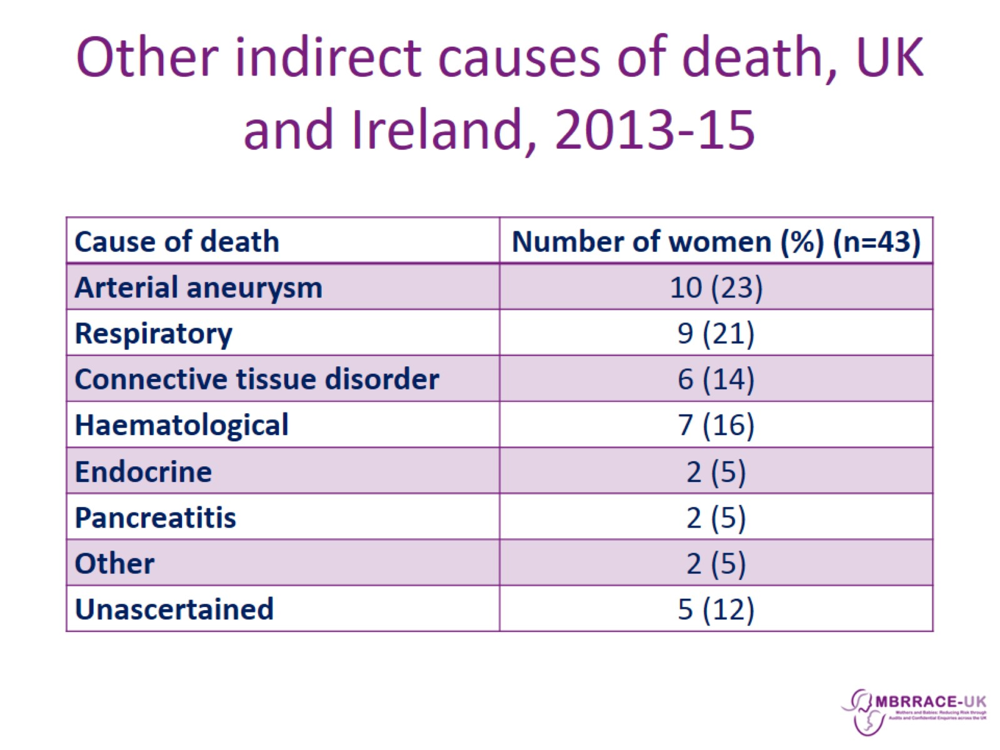 Other indirect causes of death, UK
and Ireland, 2013-15
Cause of death Number of women (%) (n=43)
Arterial aneurysm 10 (23)
Respiratory 9 (21)
Connective tissue disorder 6 (14)
Haematological 7 (16)
Endocrine 2 (5)
Pancreatitis 2 (5)
Other 2 (5)
Unascertained 5 (12)
MBRRACE-UK
Mothers and Babies: Reducing Risk through
Audits and Confidential Enquiries across the UK